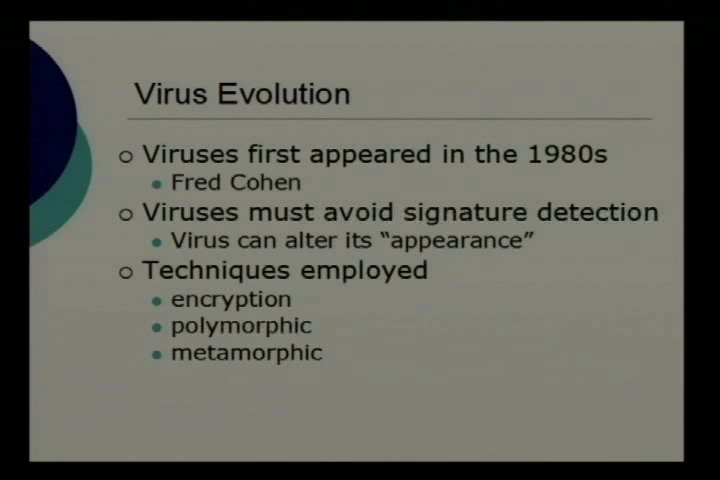 Virus Evolution
Viruses first appeared in the 1980s
Fred Cohen
Viruses must avoid signature detection
Virus can alter its “appearance”
Techniques employed
encryption
polymorphic
metamorphic